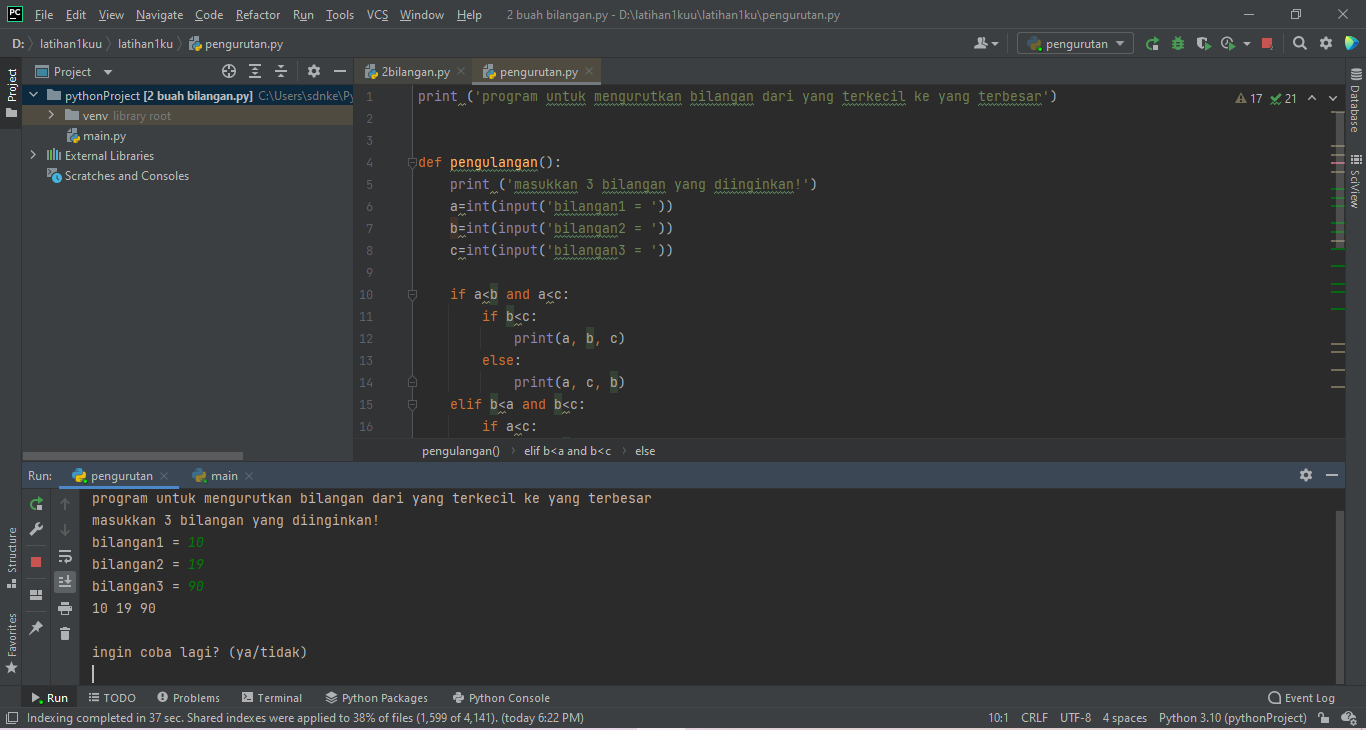 PC File Edit View Navigate Code Refactor Run Tools VCS Window Help 2 buah bilangan.py - D:\latihan1kuu\latihan1ku\pengurutan.py
D: latihan1kuu latihan1ku pengurutan.py pengurutan
Project
Project
pythonProject [2 buah bilangan.py] C:\Users\sdnke\Py
venv library root
main.py
External Libraries
Scratches and Consoles
2bilangan.py pengurutan.py
17 21
1 print ('program untuk mengurutkan bilangan dari yang terkecil ke yang terbesar')
2
3
4 def pengulangan():
5 print ('masukkan 3 bilangan yang diinginkan!')
6 a=int(input('bilangan1 = '))
7 b=int(input('bilangan2 = '))
8 c=int(input('bilangan3 = '))
9
10 if a<b and a<c:
11 if b<c:
12 print(a, b, c)
13 else:
14 print(a, c, b)
15 elif b<a and b<c:
16 if a<c:
pengulangan() elif b<a and b<c else
Database
SciView
Run: pengurutan main
program untuk mengurutkan bilangan dari yang terkecil ke yang terbesar
masukkan 3 bilangan yang diinginkan!
bilangan1 = 10
bilangan2 = 19
bilangan3 = 90
10 19 90
ingin coba lagi? (ya/tidak)
Structure
Favorites
Run TODO Problems Terminal Python Packages Python Console Event Log
Indexing completed in 37 sec. Shared indexes were applied to 38% of files (1,599 of 4,141). (today 6:22 PM) 10:1 CRLF UTF-8 4 spaces Python 3.10 (pythonProject)